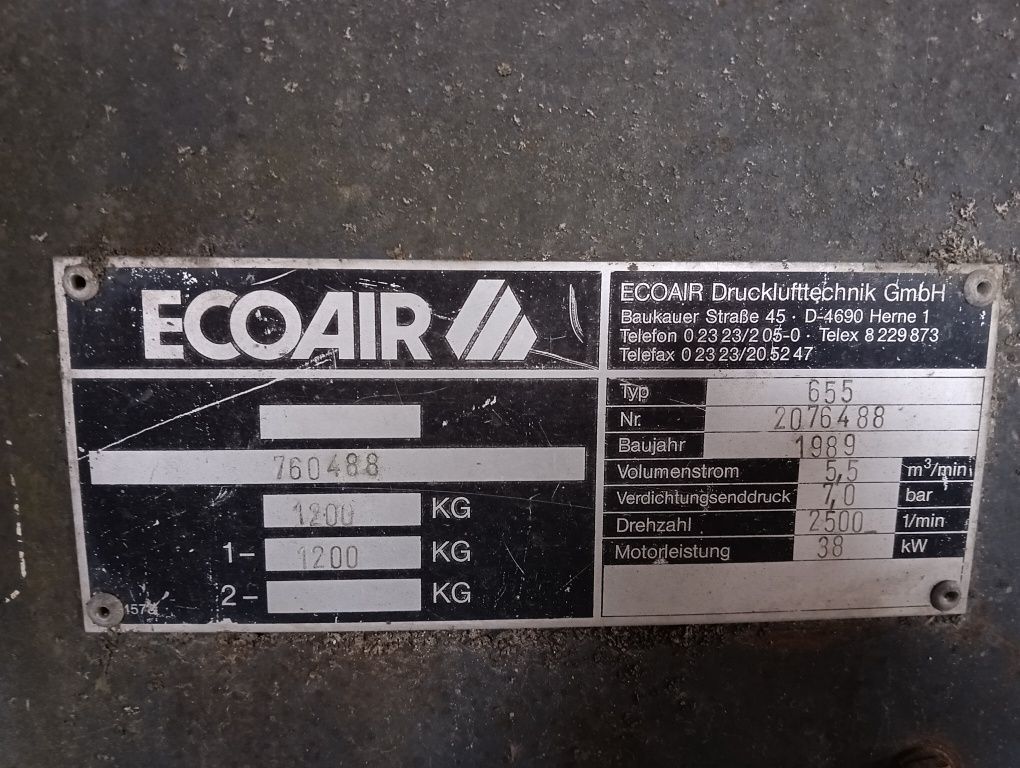 ECOAIR
760488
1200 KG
1- 1200 KG
2- KG
ECOAIR Drucklufttechnik GmbH
Baukauer Straße 45 · D-4690 Herne 1
Telefon 0 23 23/2 05-0 · Telex 8 229 873
Telefax 0 23 23/20 52 47
Typ 655
Nr. 2076488
Baujahr 1989
Volumenstrom 5,5 m³/min
Verdichtungsenddruck 7,0 bar
Drehzahl 2500 1/min
Motorleistung 38 kW